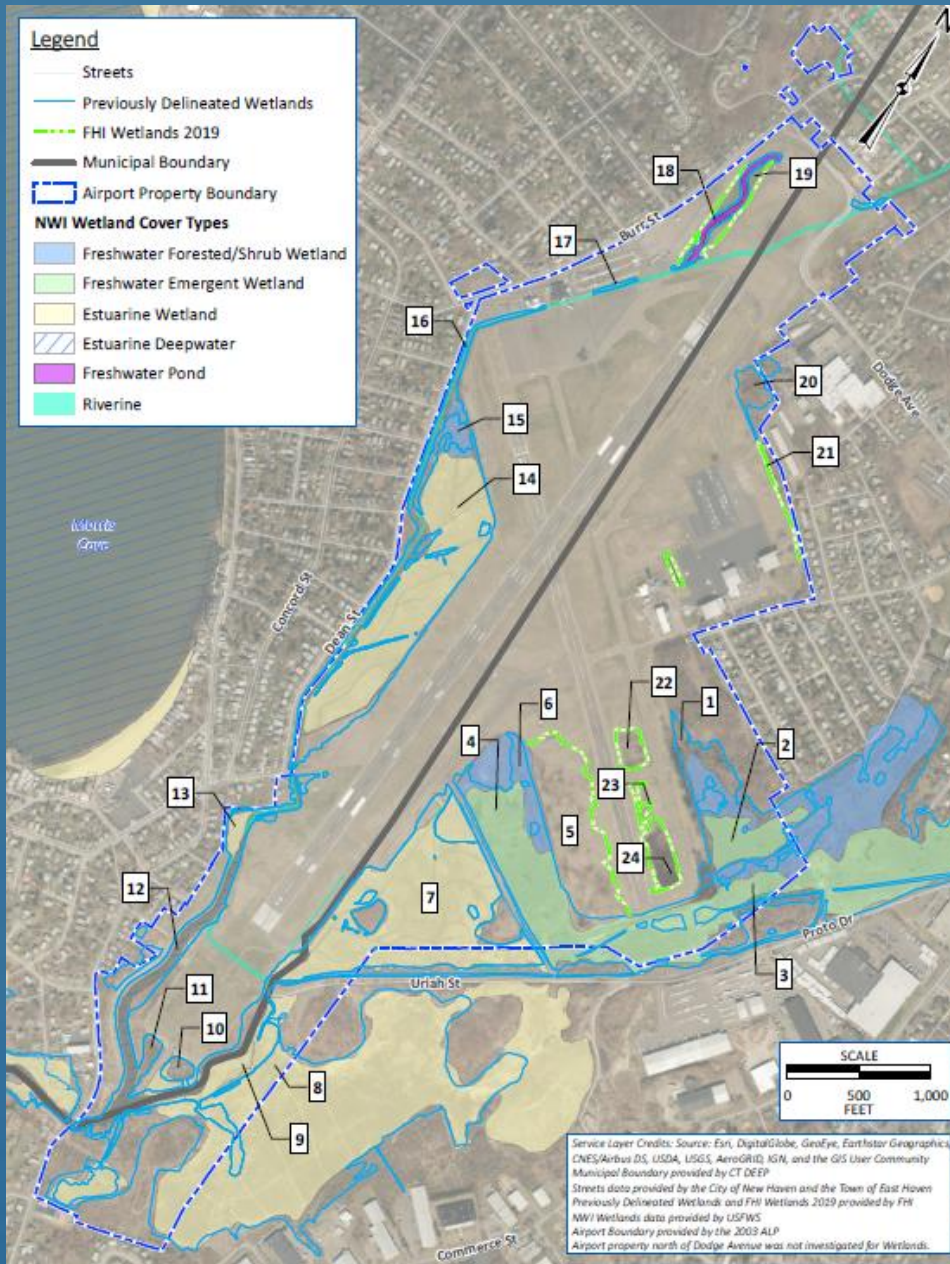 Legend
Streets
Previously Delineated Wetlands
FHI Wetlands 2019
Municipal Boundary
Airport Property Boundary
NWI Wetland Cover Types
Freshwater Forested/Shrub Wetland
Freshwater Emergent Wetland
Estuarine Wetland
Estuarine Deepwater
Freshwater Pond
Riverine
N
18
19
Burr St
17
16
20
Dodge Ave
15
21
14
Morris
Cove
Concord St
Dean St
22
1
6
4
2
23
13
5
24
12
7
Proto Dr
3
Uriah St
11
10
8
9
SCALE
0 500 1,000
FEET
Commerce St
Service Layer Credits: Source: Esri, DigitalGlobe, GeoEye, Earthstar Geographics,
CNES/Airbus DS, USDA, USGS, AeroGRID, IGN, and the GIS User Community
Municipal Boundary provided by CT DEEP
Streets data provided by the City of New Haven and the Town of East Haven
Previously Delineated Wetlands and FHI Wetlands 2019 provided by FHI
NWI Wetlands data provided by USFWS
Airport Boundary provided by the 2003 ALP
Airport property north of Dodge Avenue was not investigated for Wetlands.